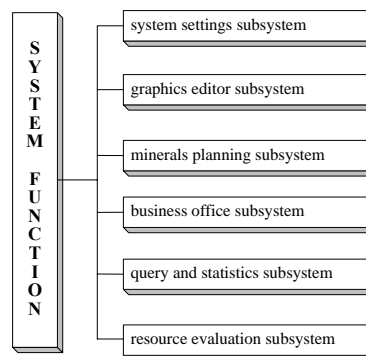 SYSTEM FUNCTION
system settings subsystem
graphics editor subsystem
minerals planning subsystem
business office subsystem
query and statistics subsystem
resource evaluation subsystem